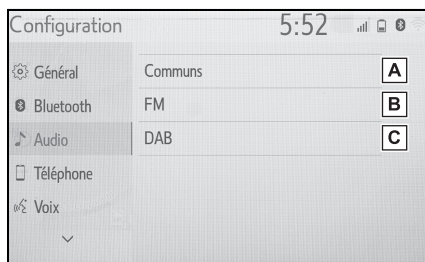 Configuration 5:52
Général
Communs A
Bluetooth
FM B
Audio
DAB C
Téléphone
Voix